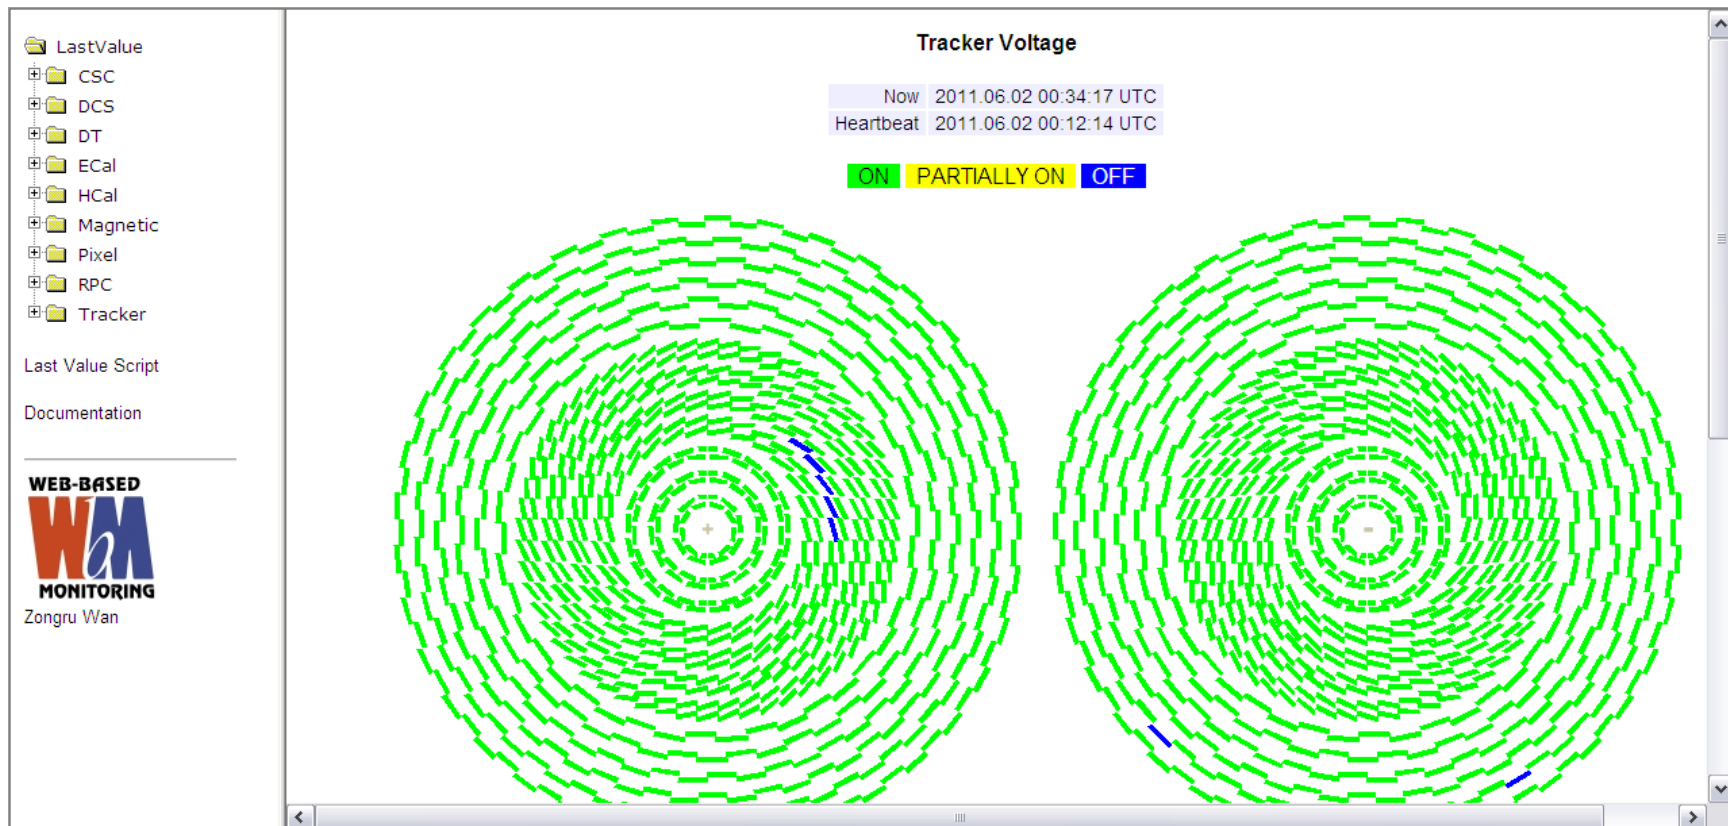 LastValue
CSC
DCS
DT
ECal
HCal
Magnetic
Pixel
RPC
Tracker
Last Value Script
Documentation
WEB-BASED
WbM
MONITORING
Zongru Wan
Tracker Voltage
Now 2011.06.02 00:34:17 UTC
Heartbeat 2011.06.02 00:12:14 UTC
ON PARTIALLY ON OFF
+ -